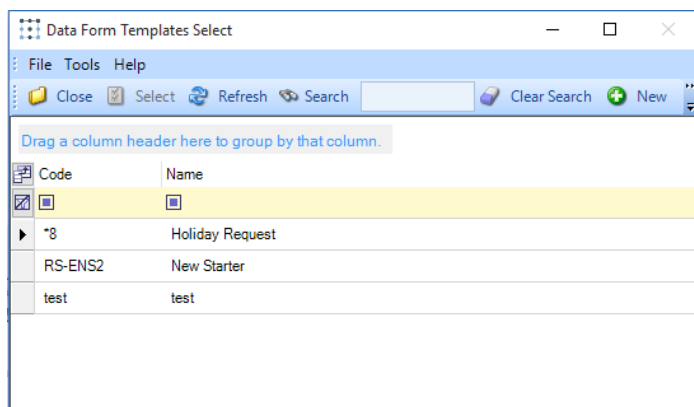 Data Form Templates Select
File Tools Help
Close Select Refresh Search Clear Search New
Drag a column header here to group by that column.
Code Name
*8 Holiday Request
RS-ENS2 New Starter
test test